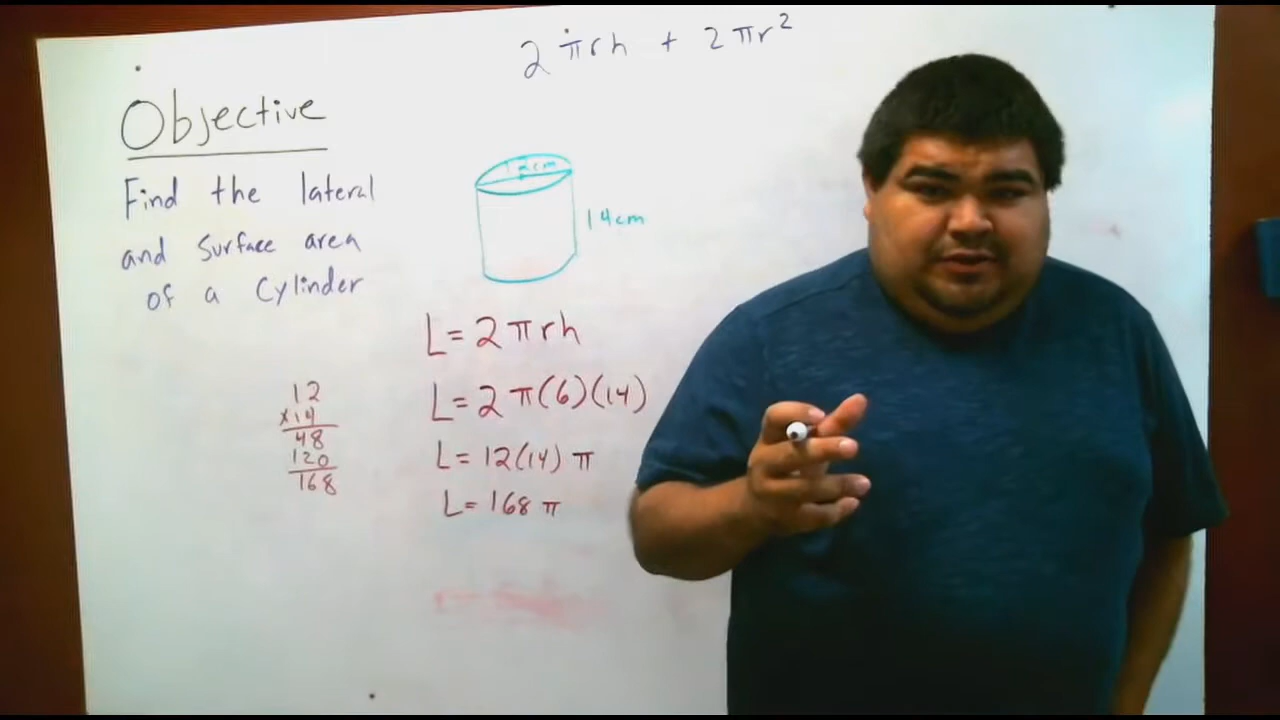 2πrh + 2πr²
Objective
Find the lateral
and surface area
of a cylinder
12cm
14cm
L=2πrh
L=2π(6)(14)
L=12(14)π
L=168π
12
x14
48
120
168